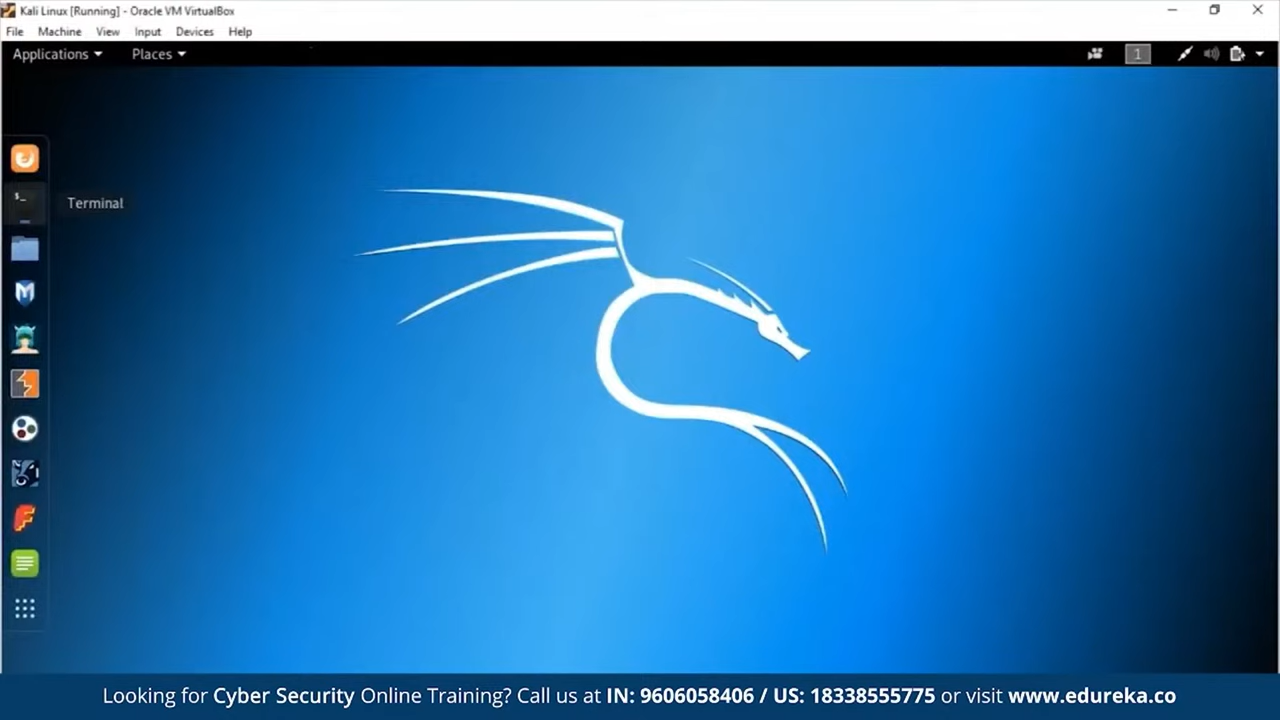 Kali Linux [Running] - Oracle VM VirtualBox
File Machine View Input Devices Help
Applications Places 1
$_
Terminal
Looking for Cyber Security Online Training? Call us at IN: 9606058406 / US: 18338555775 or visit www.edureka.co